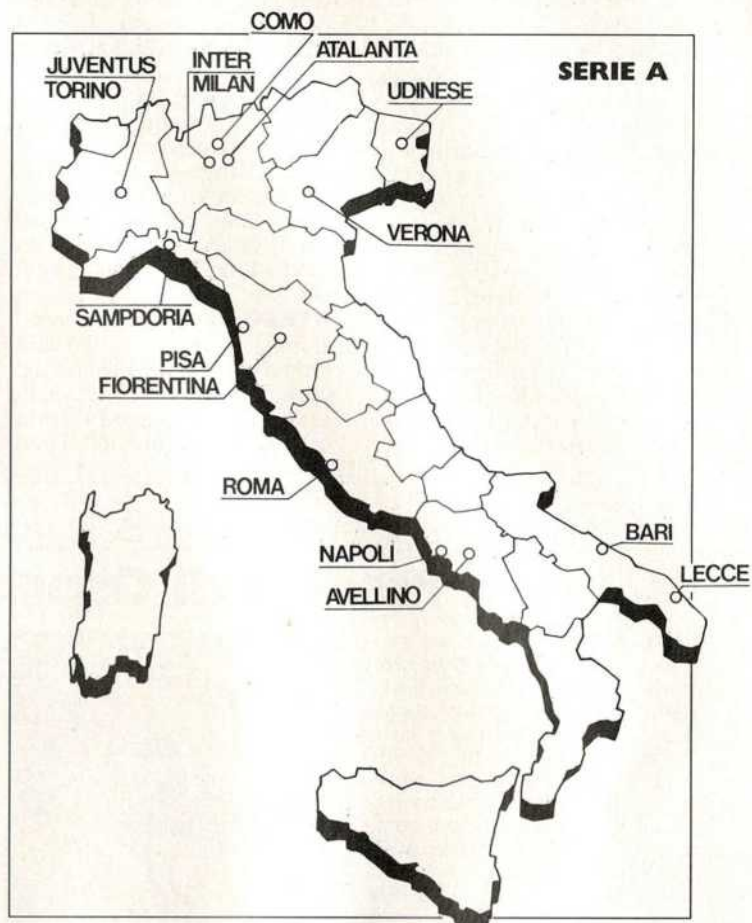 COMO
ATALANTA
INTER
MILAN
JUVENTUS
TORINO
SERIE A
UDINESE
VERONA
SAMPDORIA
PISA
FIORENTINA
ROMA
NAPOLI
AVELLINO
BARI
LECCE